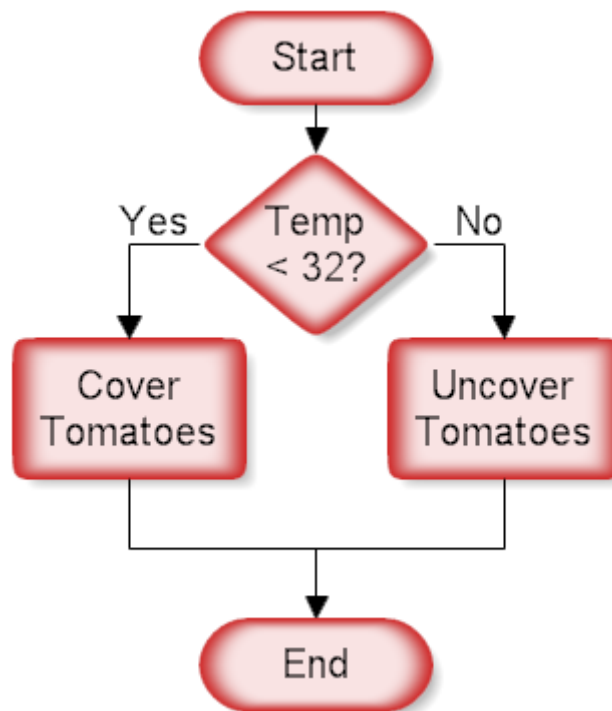 Start
Yes
Temp
< 32?
No
Cover
Tomatoes
Uncover
Tomatoes
End